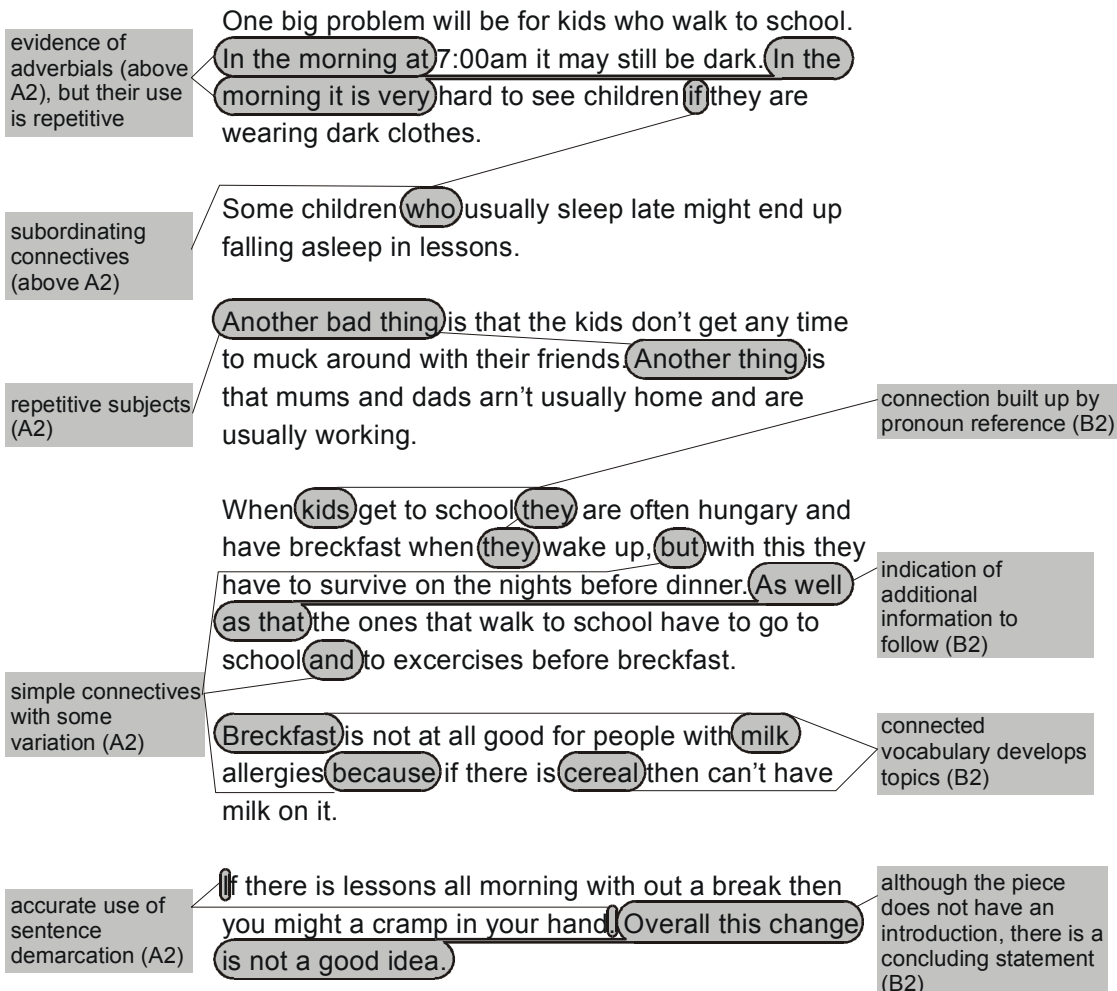 One big problem will be for kids who walk to school.
In the morning at 7:00am it may still be dark. In the
morning it is very hard to see children if they are
wearing dark clothes.
evidence of
adverbials (above
A2), but their use
is repetitive
Some children who usually sleep late might end up
falling asleep in lessons.
subordinating
connectives
(above A2)
Another bad thing is that the kids don't get any time
to muck around with their friends. Another thing is
that mums and dads arn't usually home and are
usually working.
repetitive subjects
(A2)
connection built up by
pronoun reference (B2)
When kids get to school they are often hungary and
have breckfast when they wake up, but with this they
have to survive on the nights before dinner. As well
as that the ones that walk to school have to go to
school and to excercises before breckfast.
indication of
additional
information to
follow (B2)
simple connectives
with some
variation (A2)
Breckfast is not at all good for people with milk
allergies because if there is cereal then can't have
milk on it.
connected
vocabulary develops
topics (B2)
If there is lessons all morning with out a break then
you might a cramp in your hand. Overall this change
is not a good idea.
accurate use of
sentence
demarcation (A2)
although the piece
does not have an
introduction, there is a
concluding statement
(B2)